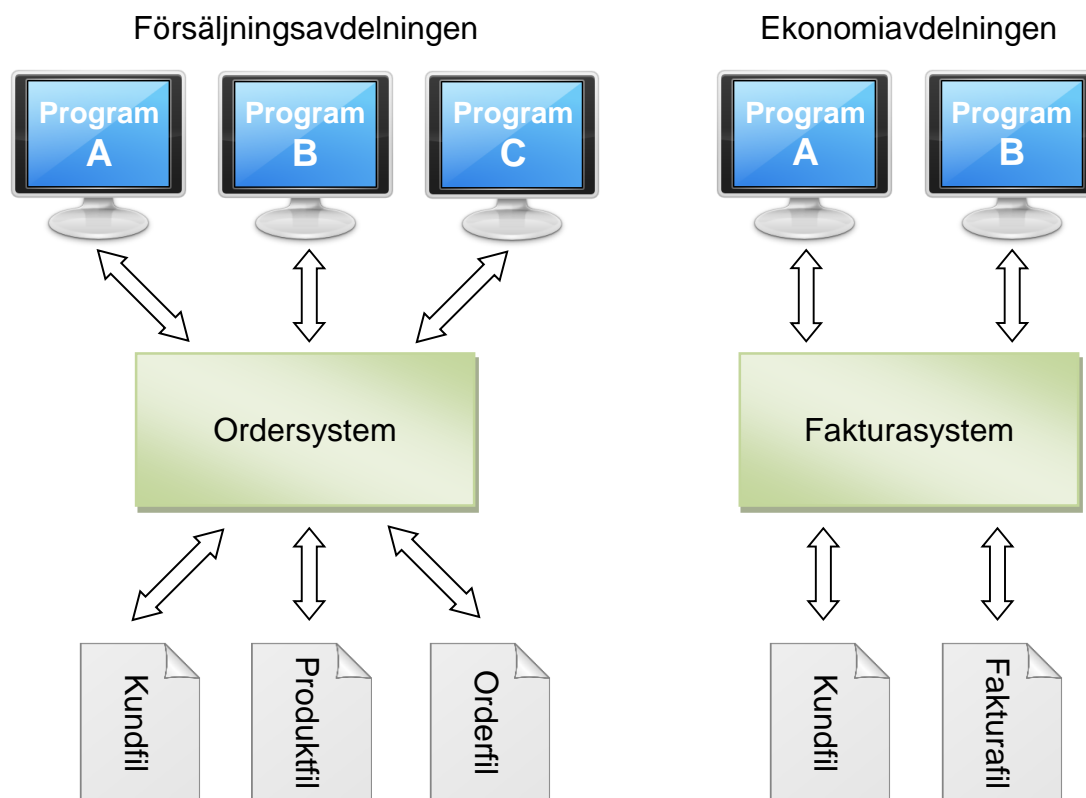 Försäljningsavdelningen
Ekonomiavdelningen
Program
A
Program
B
Program
C
Program
A
Program
B
Ordersystem
Fakturasystem
Kundfil
Produktfil
Orderfil
Kundfil
Fakturafil